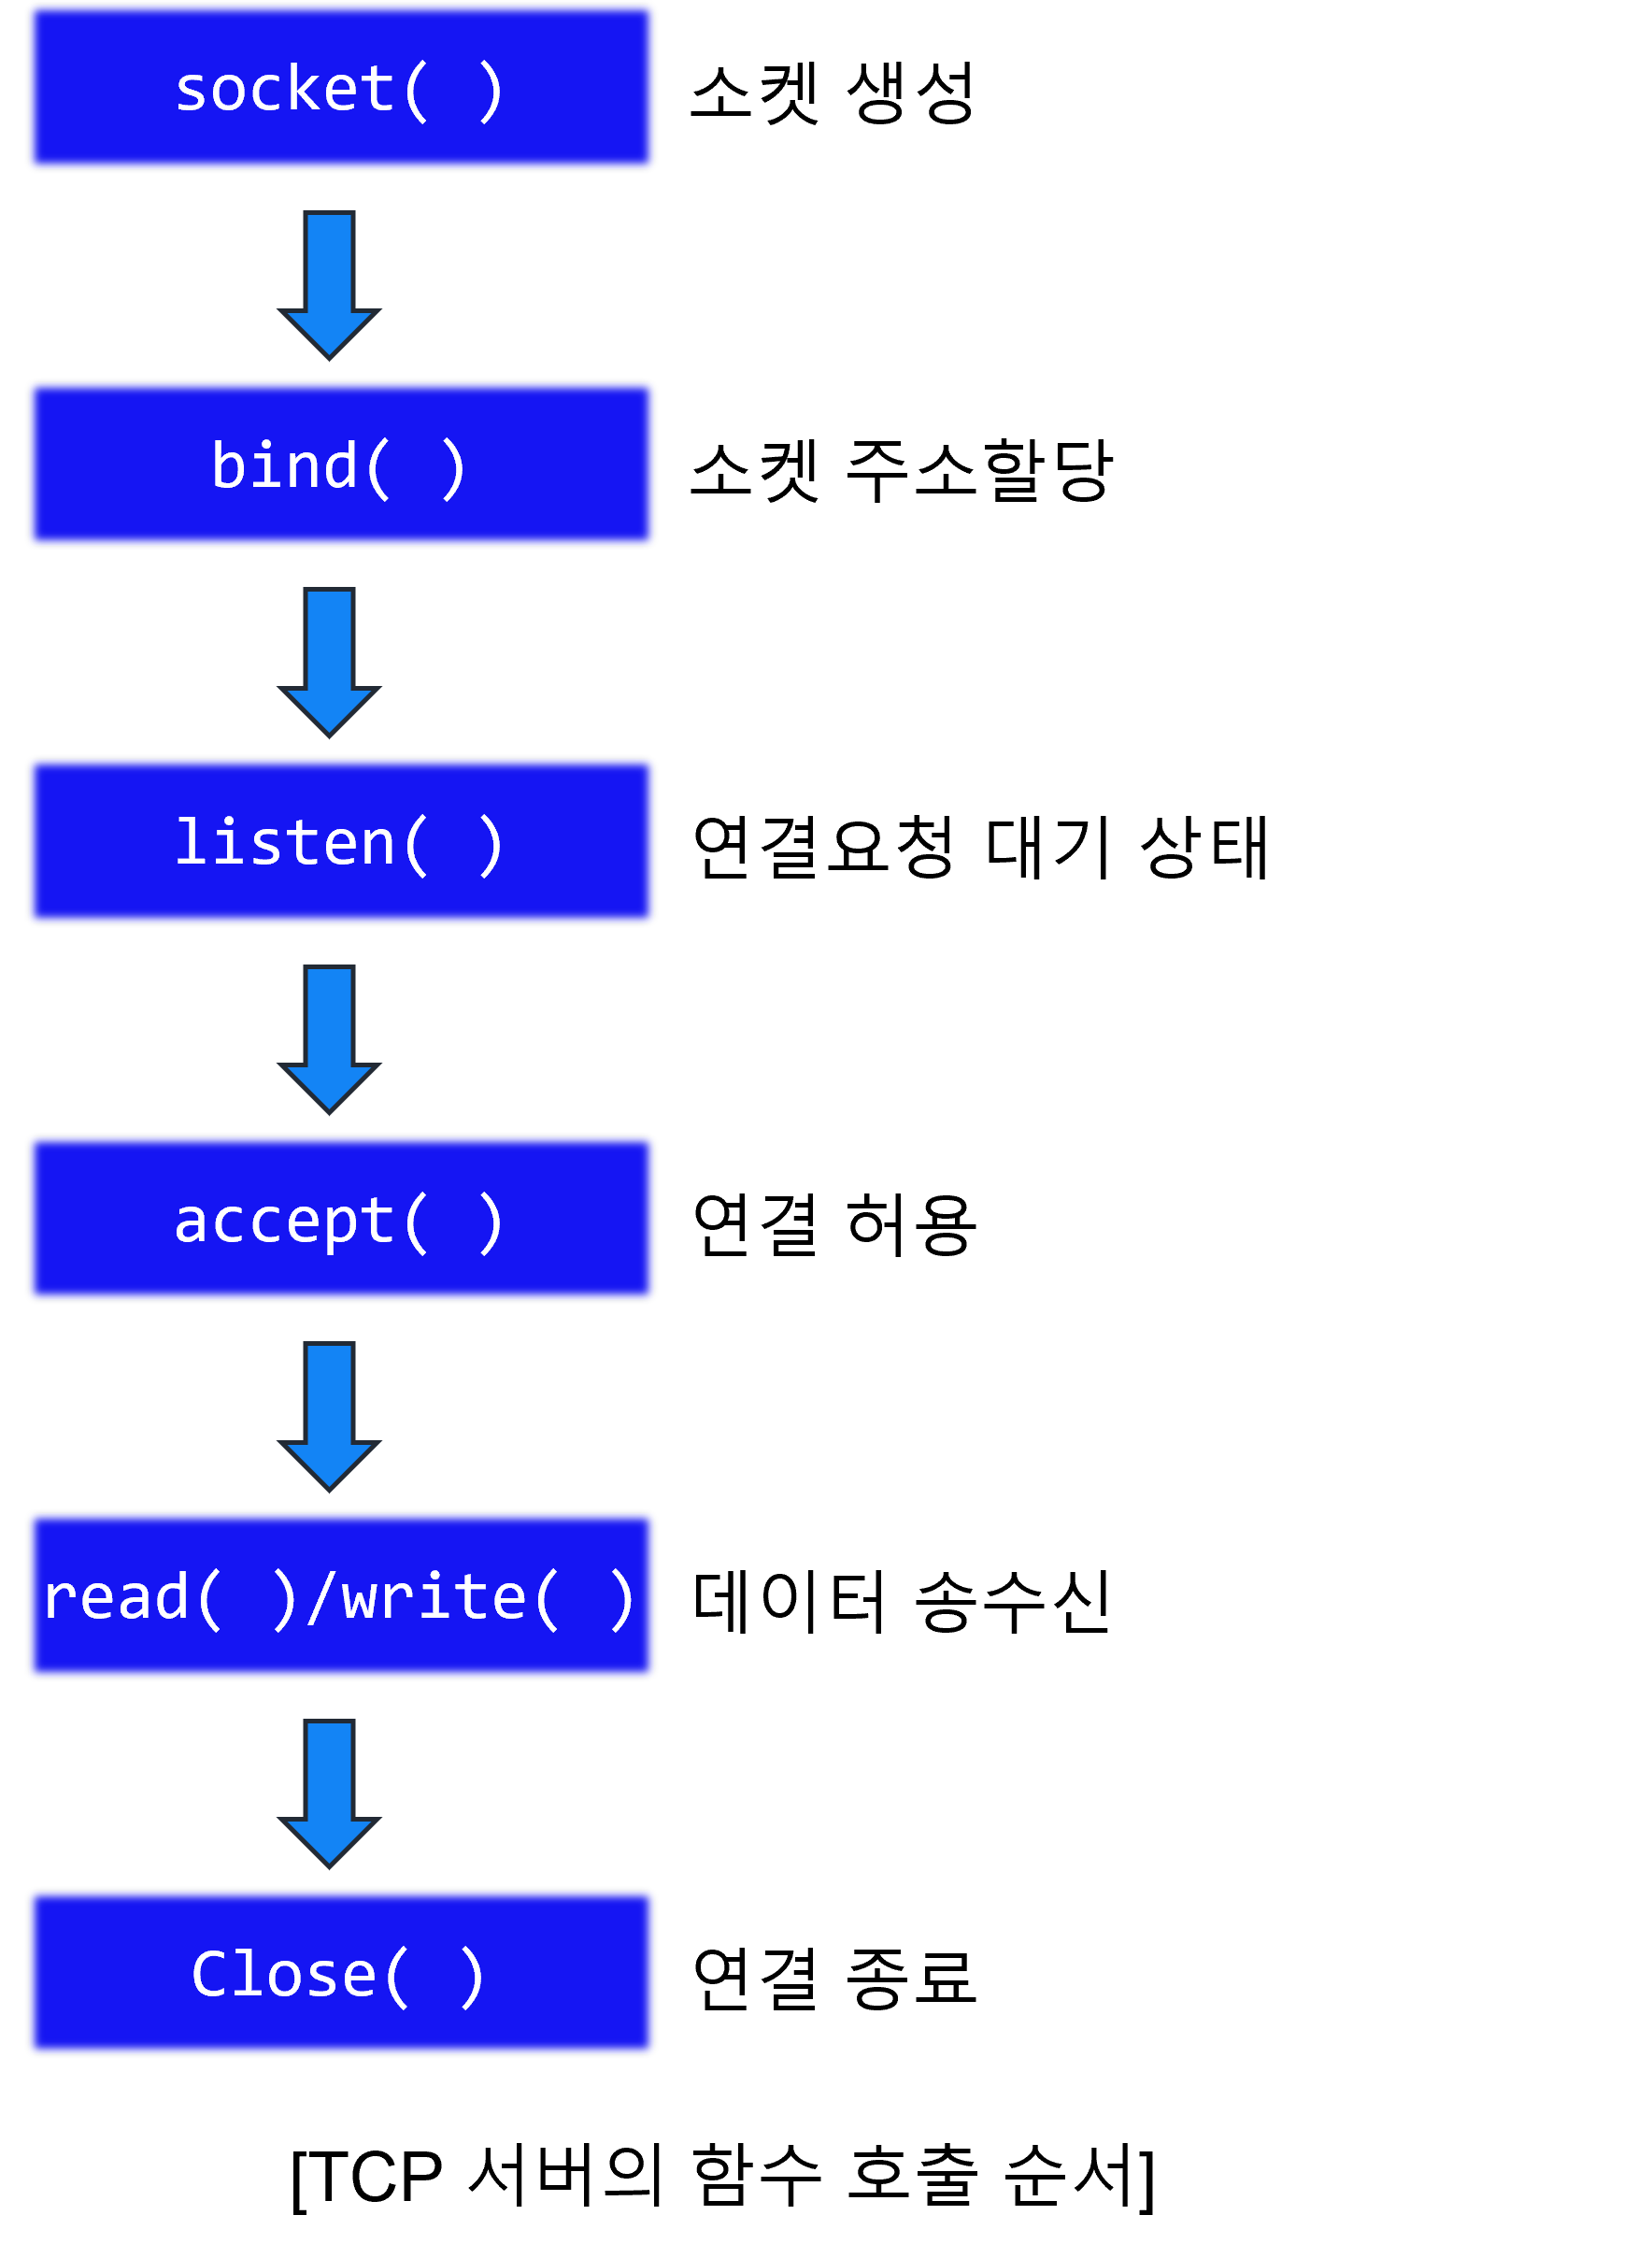 socket( ) 소켓 생성
bind( ) 소켓 주소할당
listen( ) 연결요청 대기 상태
accept( ) 연결 허용
read( )/write( ) 데이터 송수신
Close( ) 연결 종료
[TCP 서버의 함수 호출 순서]